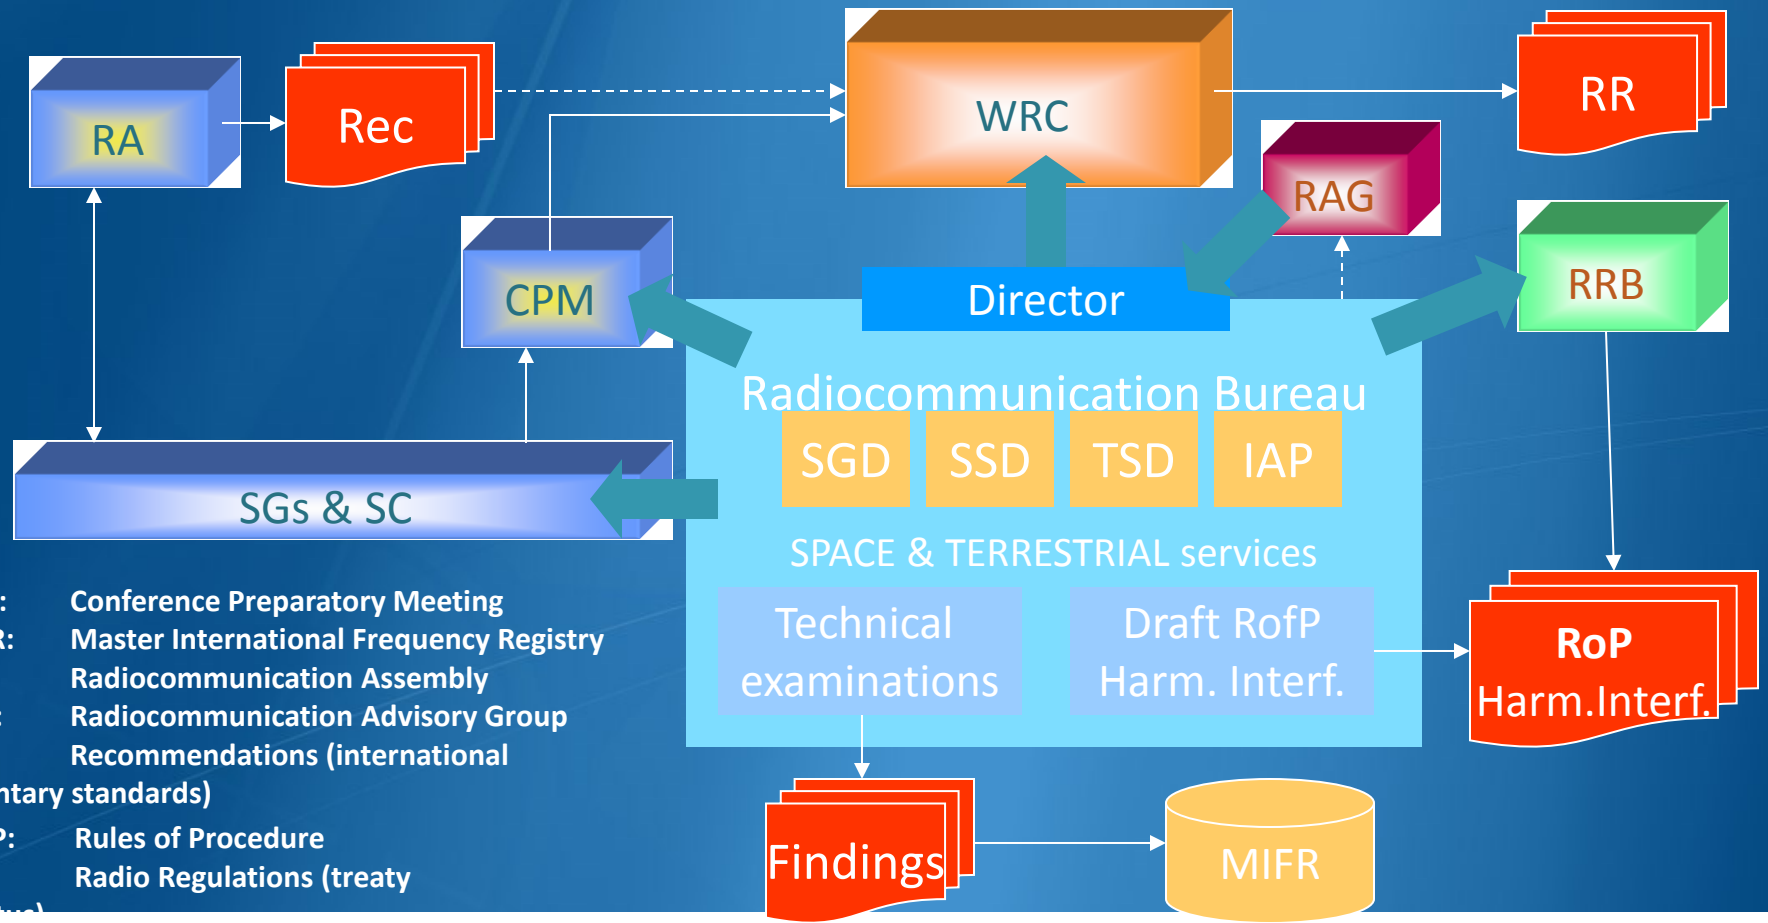 RA
Rec
WRC
RR
RAG
CPM
Director
RRB
Radiocommunication Bureau
SGD
SSD
TSD
IAP
SGs & SC
SPACE & TERRESTRIAL services
Technical
examinations
Draft RofP
Harm. Interf.
RoP
Harm.Interf.
: Conference Preparatory Meeting
R: Master International Frequency Registry
Radiocommunication Assembly
: Radiocommunication Advisory Group
Recommendations (international
ntary standards)
P: Rules of Procedure
Radio Regulations (treaty
Findings
MIFR